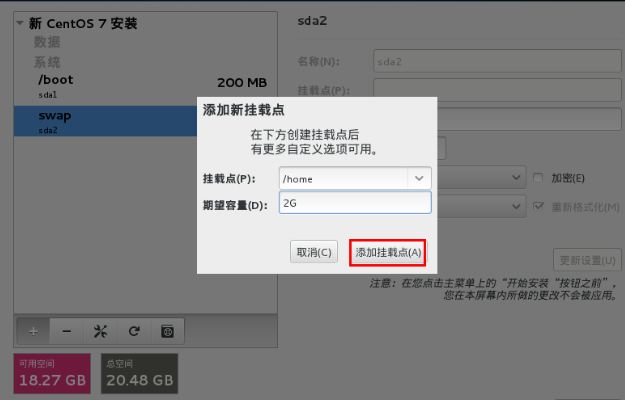 新 CentOS 7 安装
数据
系统
/boot
200 MB
sda1
swap
sda2
sda2
名称(N):
sda2
挂载点(P):
添加新挂载点
在下方创建挂载点后
有更多自定义选项可用。
挂载点(P):
/home
期望容量(D):
2G
取消(C)
添加挂载点(A)
加密(E)
重新格式化(M)
更新设置(U)
注意：在您点击主菜单上的“开始安装“按钮之前”，
您在本屏幕内所做的更改不会被应用。
可用空间
18.27 GB
总空间
20.48 GB